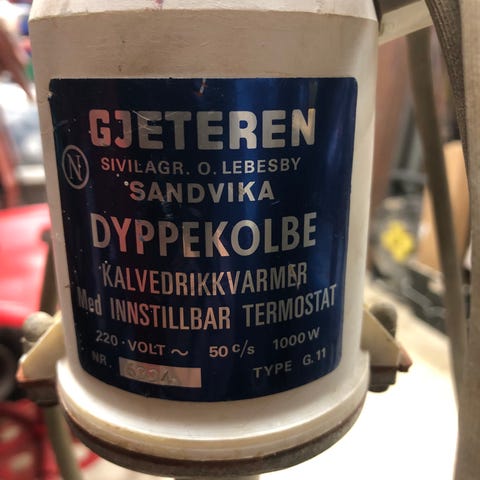 GJETEREN
SIVILAGR. O. LEBESBY
N
SANDVIKA
DYPPEKOLBE
KALVEDRIKKVARMER
Med INNSTILLBAR TERMOSTAT
220 · VOLT ~ 50 c/s 1000 W
NR. TYPE G.11